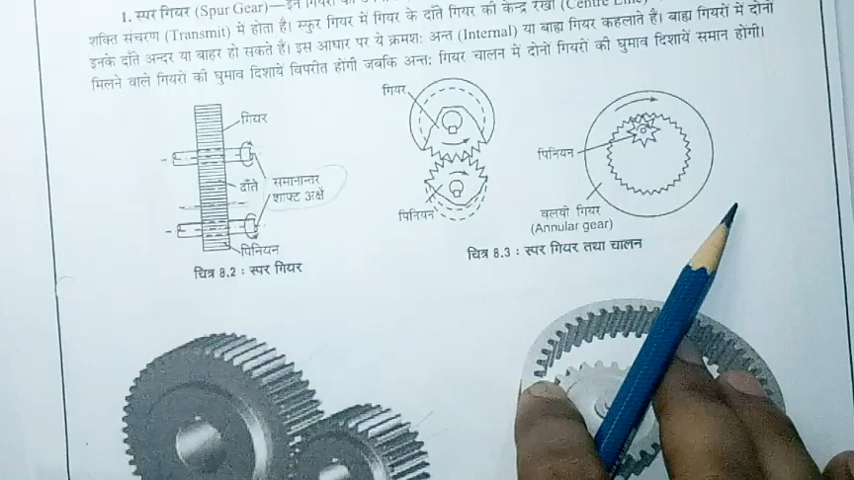 1. स्पर गियर (Spur Gear)—इन गियरों
शक्ति संचरण (Transmit) में होता है। स्फुर गियर में गियर के दाँते गियर की केन्द्र रेखा (Centre Line)
इनके दाँते अन्दर या बाहर हो सकते हैं। इस आधार पर ये क्रमशः अन्त (Internal) या बाह्य गियर कहलाते हैं। बाह्य गियरों में दोनों
मिलने वाले गियरों की घुमाव दिशायें विपरीत होंगी जबकि अन्तः गियर चालन में दोनों गियरों की घुमाव दिशायें समान होंगी।
गियर
दाँते
समानान्तर
शाफ्ट अक्षे
पिनियन
चित्र 8.2 : स्पर गियर
गियर
पिनियन
पिनियन
वलयी गियर
(Annular gear)
चित्र 8.3 : स्पर गियर तथा चालन